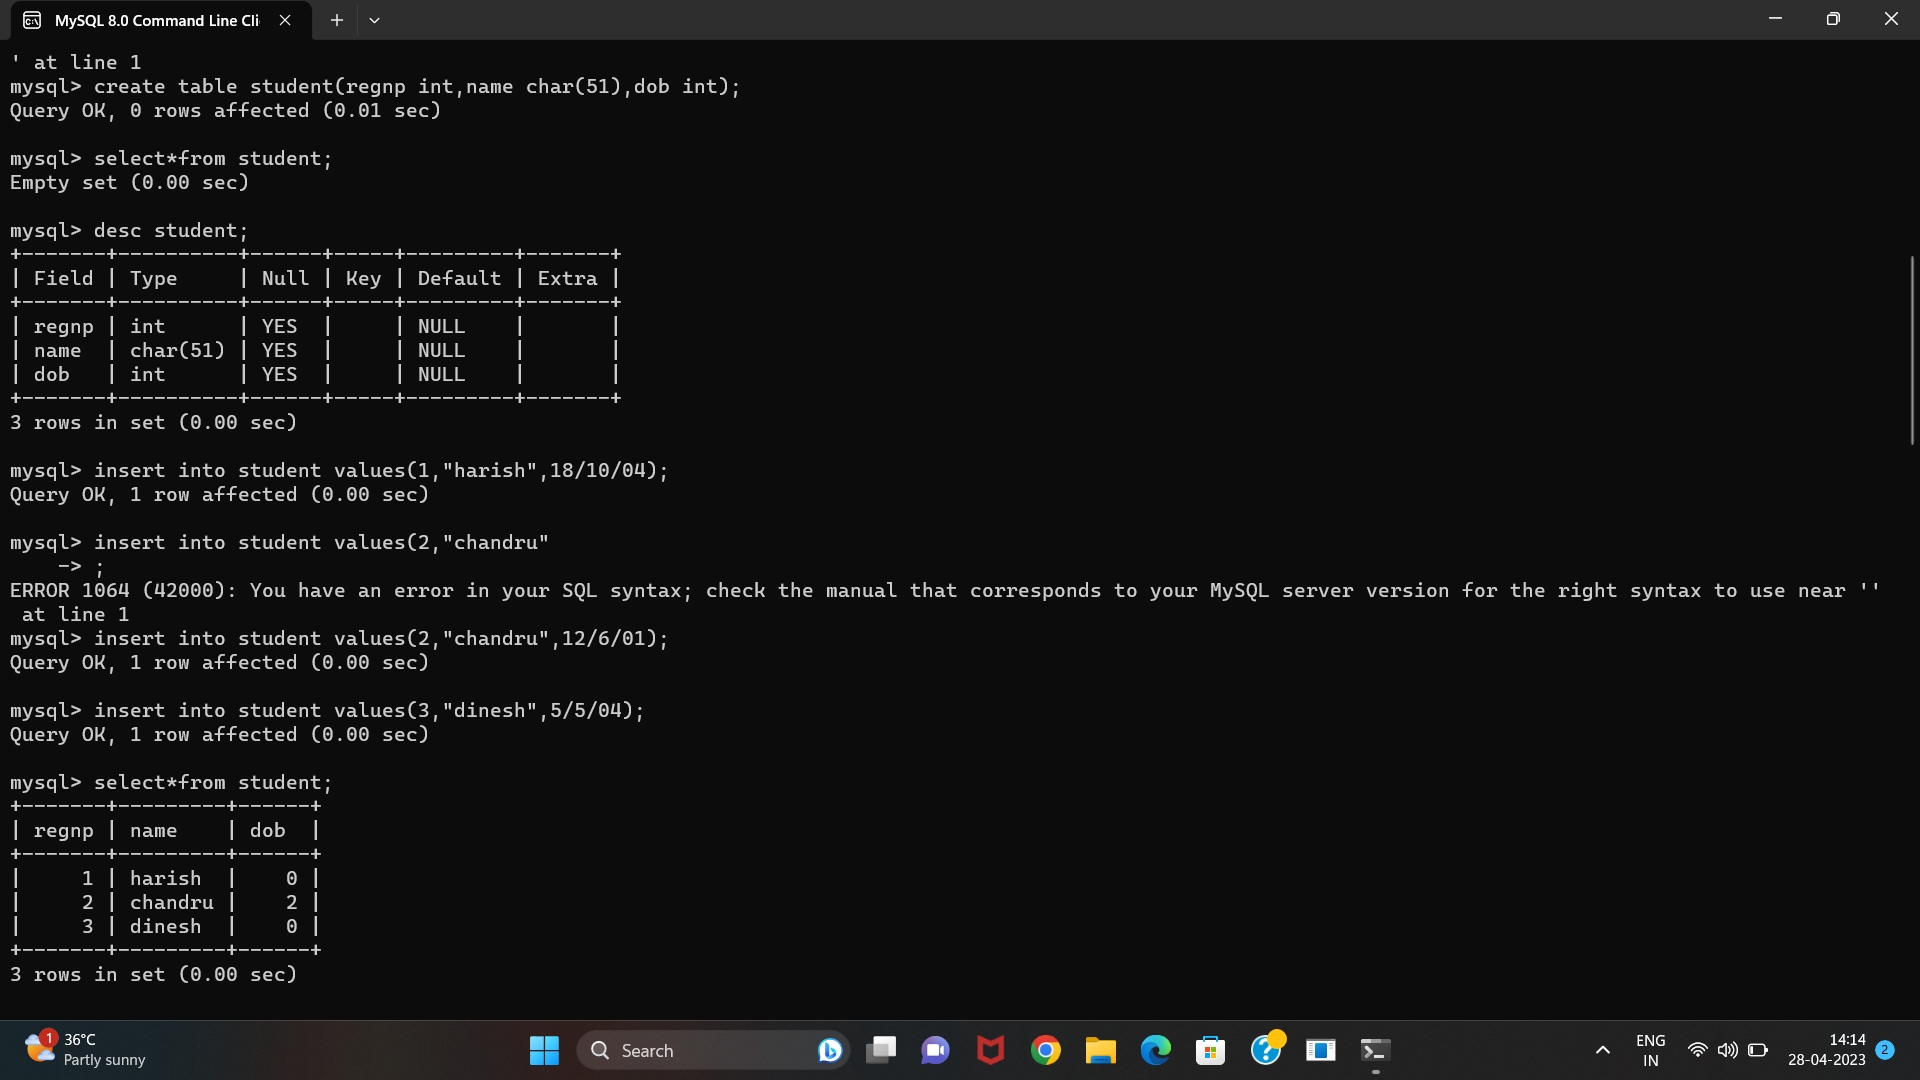 MySQL 8.0 Command Line Cli
' at line 1
mysql> create table student(regnp int,name char(51),dob int);
Query OK, 0 rows affected (0.01 sec)
mysql> select*from student;
Empty set (0.00 sec)
mysql> desc student;
+-------+----------+------+-----+---------+-------+
| Field | Type     | Null | Key | Default | Extra |
+-------+----------+------+-----+---------+-------+
| regnp | int      | YES  |     | NULL    |       |
| name  | char(51) | YES  |     | NULL    |       |
| dob   | int      | YES  |     | NULL    |       |
+-------+----------+------+-----+---------+-------+
3 rows in set (0.00 sec)
mysql> insert into student values(1,"harish",18/10/04);
Query OK, 1 row affected (0.00 sec)
mysql> insert into student values(2,"chandru"
    -> ;
ERROR 1064 (42000): You have an error in your SQL syntax; check the manual that corresponds to your MySQL server version for the right syntax to use near ''
 at line 1
mysql> insert into student values(2,"chandru",12/6/01);
Query OK, 1 row affected (0.00 sec)
mysql> insert into student values(3,"dinesh",5/5/04);
Query OK, 1 row affected (0.00 sec)
mysql> select*from student;
+-------+---------+------+
| regnp | name    | dob  |
+-------+---------+------+
|     1 | harish  |    0 |
|     2 | chandru |    2 |
|     3 | dinesh  |    0 |
+-------+---------+------+
3 rows in set (0.00 sec)
1
36°C
Partly sunny
Search
ENG
IN
14:14
28-04-2023
2